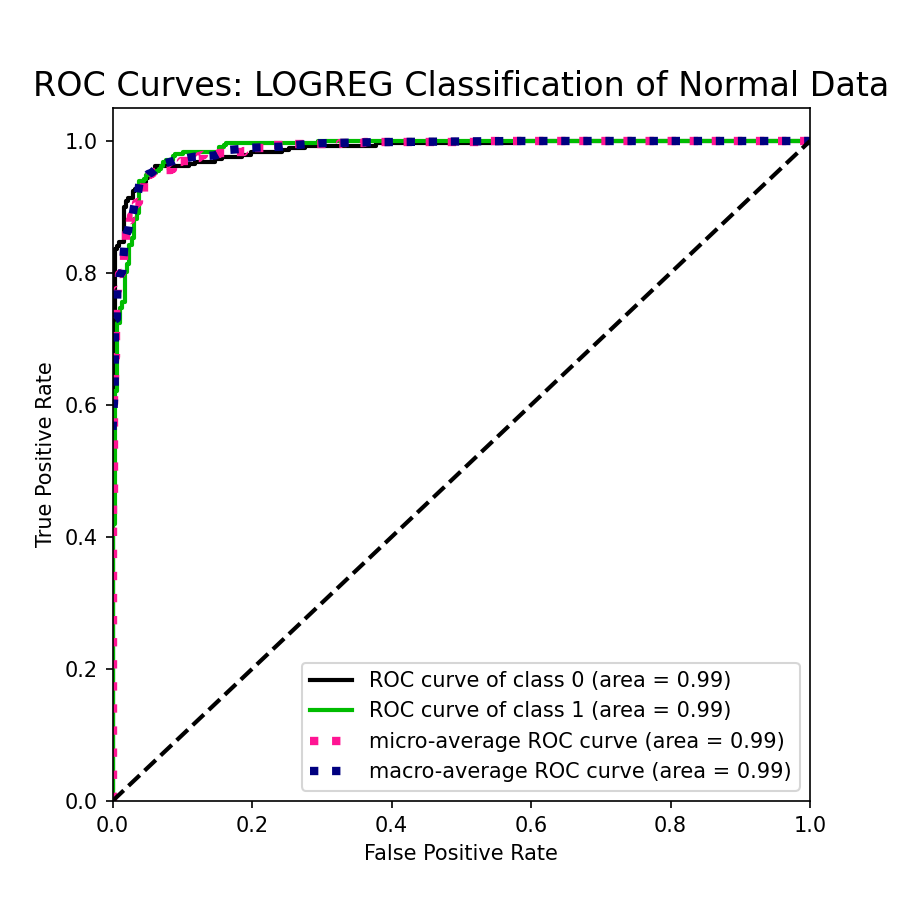 ROC Curves: LOGREG Classification of Normal Data
1.0
0.8
0.6
0.4
0.2
0.0
True Positive Rate
ROC curve of class 0 (area = 0.99)
ROC curve of class 1 (area = 0.99)
micro-average ROC curve (area = 0.99)
macro-average ROC curve (area = 0.99)
0.0 0.2 0.4 0.6 0.8 1.0
False Positive Rate